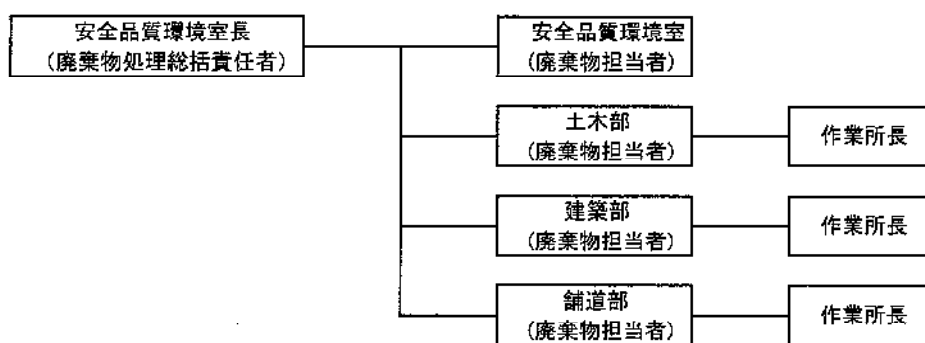 安全品質環境室長
（廃棄物処理総括責任者）
安全品質環境室
（廃棄物担当者）
土木部
（廃棄物担当者）
作業所長
建築部
（廃棄物担当者）
作業所長
舗道部
（廃棄物担当者）
作業所長